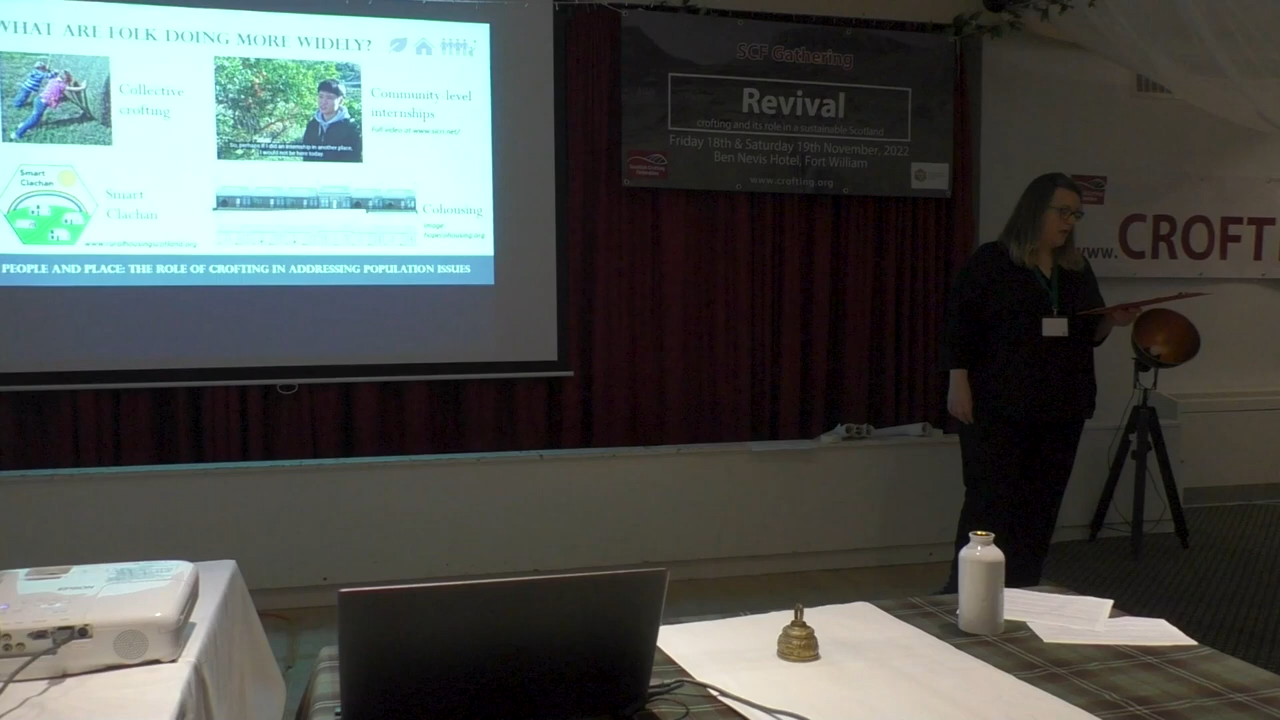 WHAT ARE FOLK DOING MORE WIDELY?
Collective
crofting
Community-level
internships
Full video at www.
So, perhaps if I did an internship in another place,
I would not be here today
Smart
Clachan
Smart
Clachan
Cohousing
Image:
PEOPLE AND PLACE: THE ROLE OF CROFTING IN ADDRESSING POPULATION ISSUES
SCF Gathering
Revival
crofting and its role in a sustainable Scotland
Friday 18th & Saturday 19th November, 2022
Ben Nevis Hotel, Fort William
www.crofting.org
www.CROFT